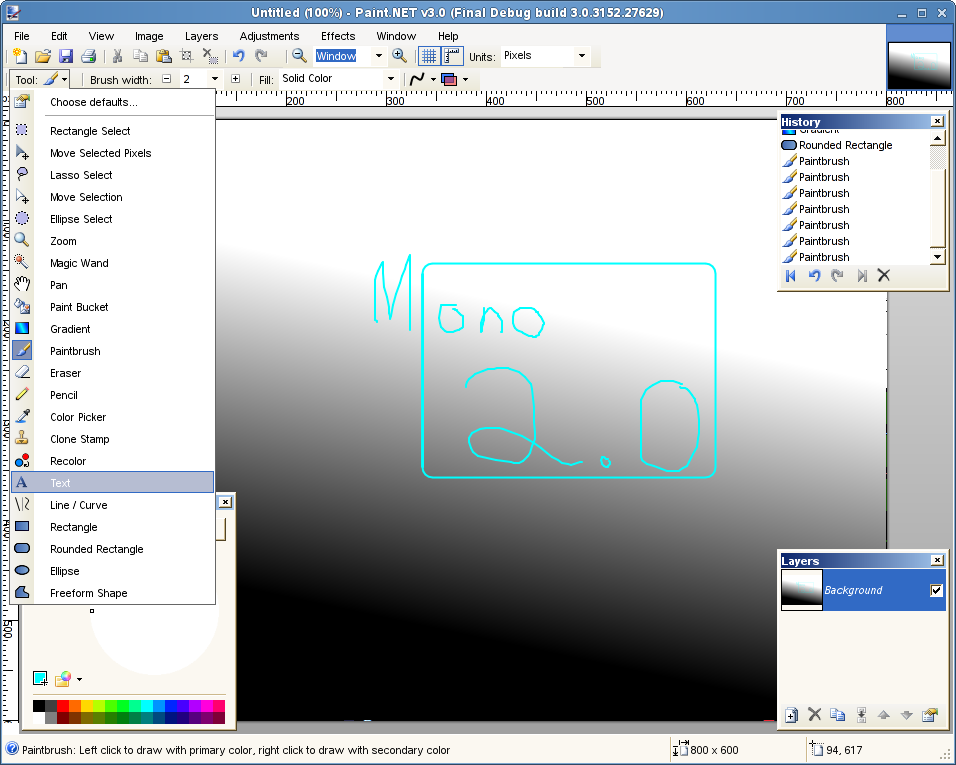 Untitled (100%) - Paint.NET v3.0 (Final Debug build 3.0.3152.27629)
File Edit View Image Layers Adjustments Effects Window Help
Window Units: Pixels
Tool: Brush width: 2 Fill: Solid Color
200 300 400 500 600 700 800
Choose defaults...
Rectangle Select
Move Selected Pixels
Lasso Select
Move Selection
Ellipse Select
Zoom
Magic Wand
Pan
Paint Bucket
Gradient
Paintbrush
Eraser
Pencil
Color Picker
Clone Stamp
Recolor
Text
Line / Curve
Rectangle
Rounded Rectangle
Ellipse
Freeform Shape
500
Mono
2.0
History
Gradient
Rounded Rectangle
Paintbrush
Paintbrush
Paintbrush
Paintbrush
Paintbrush
Paintbrush
Paintbrush
Layers
Background
Paintbrush: Left click to draw with primary color, right click to draw with secondary color
800 x 600
94, 617